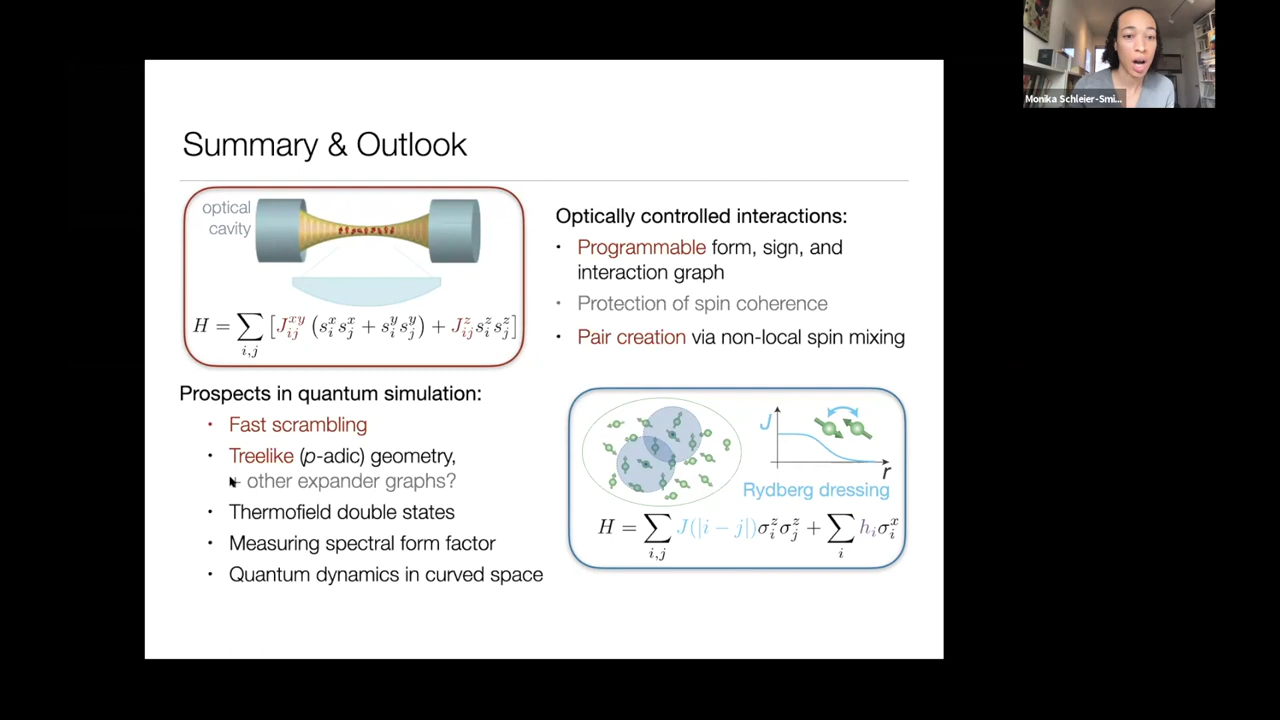 Monika Schleier-Smi...
Summary & Outlook
optical
cavity
H = ∑_{i,j} [J_{ij}^{xy} (s_i^x s_j^x + s_i^y s_j^y) + J_{ij}^z s_i^z s_j^z]
Optically controlled interactions:
• Programmable form, sign, and
interaction graph
• Protection of spin coherence
• Pair creation via non-local spin mixing
Prospects in quantum simulation:
• Fast scrambling
• Treelike (p-adic) geometry,
+ other expander graphs?
• Thermofield double states
• Measuring spectral form factor
• Quantum dynamics in curved space
J
r
Rydberg dressing
H = ∑_{i,j} J(|i − j|)σ_i^z σ_j^z + ∑_i h_i σ_i^x